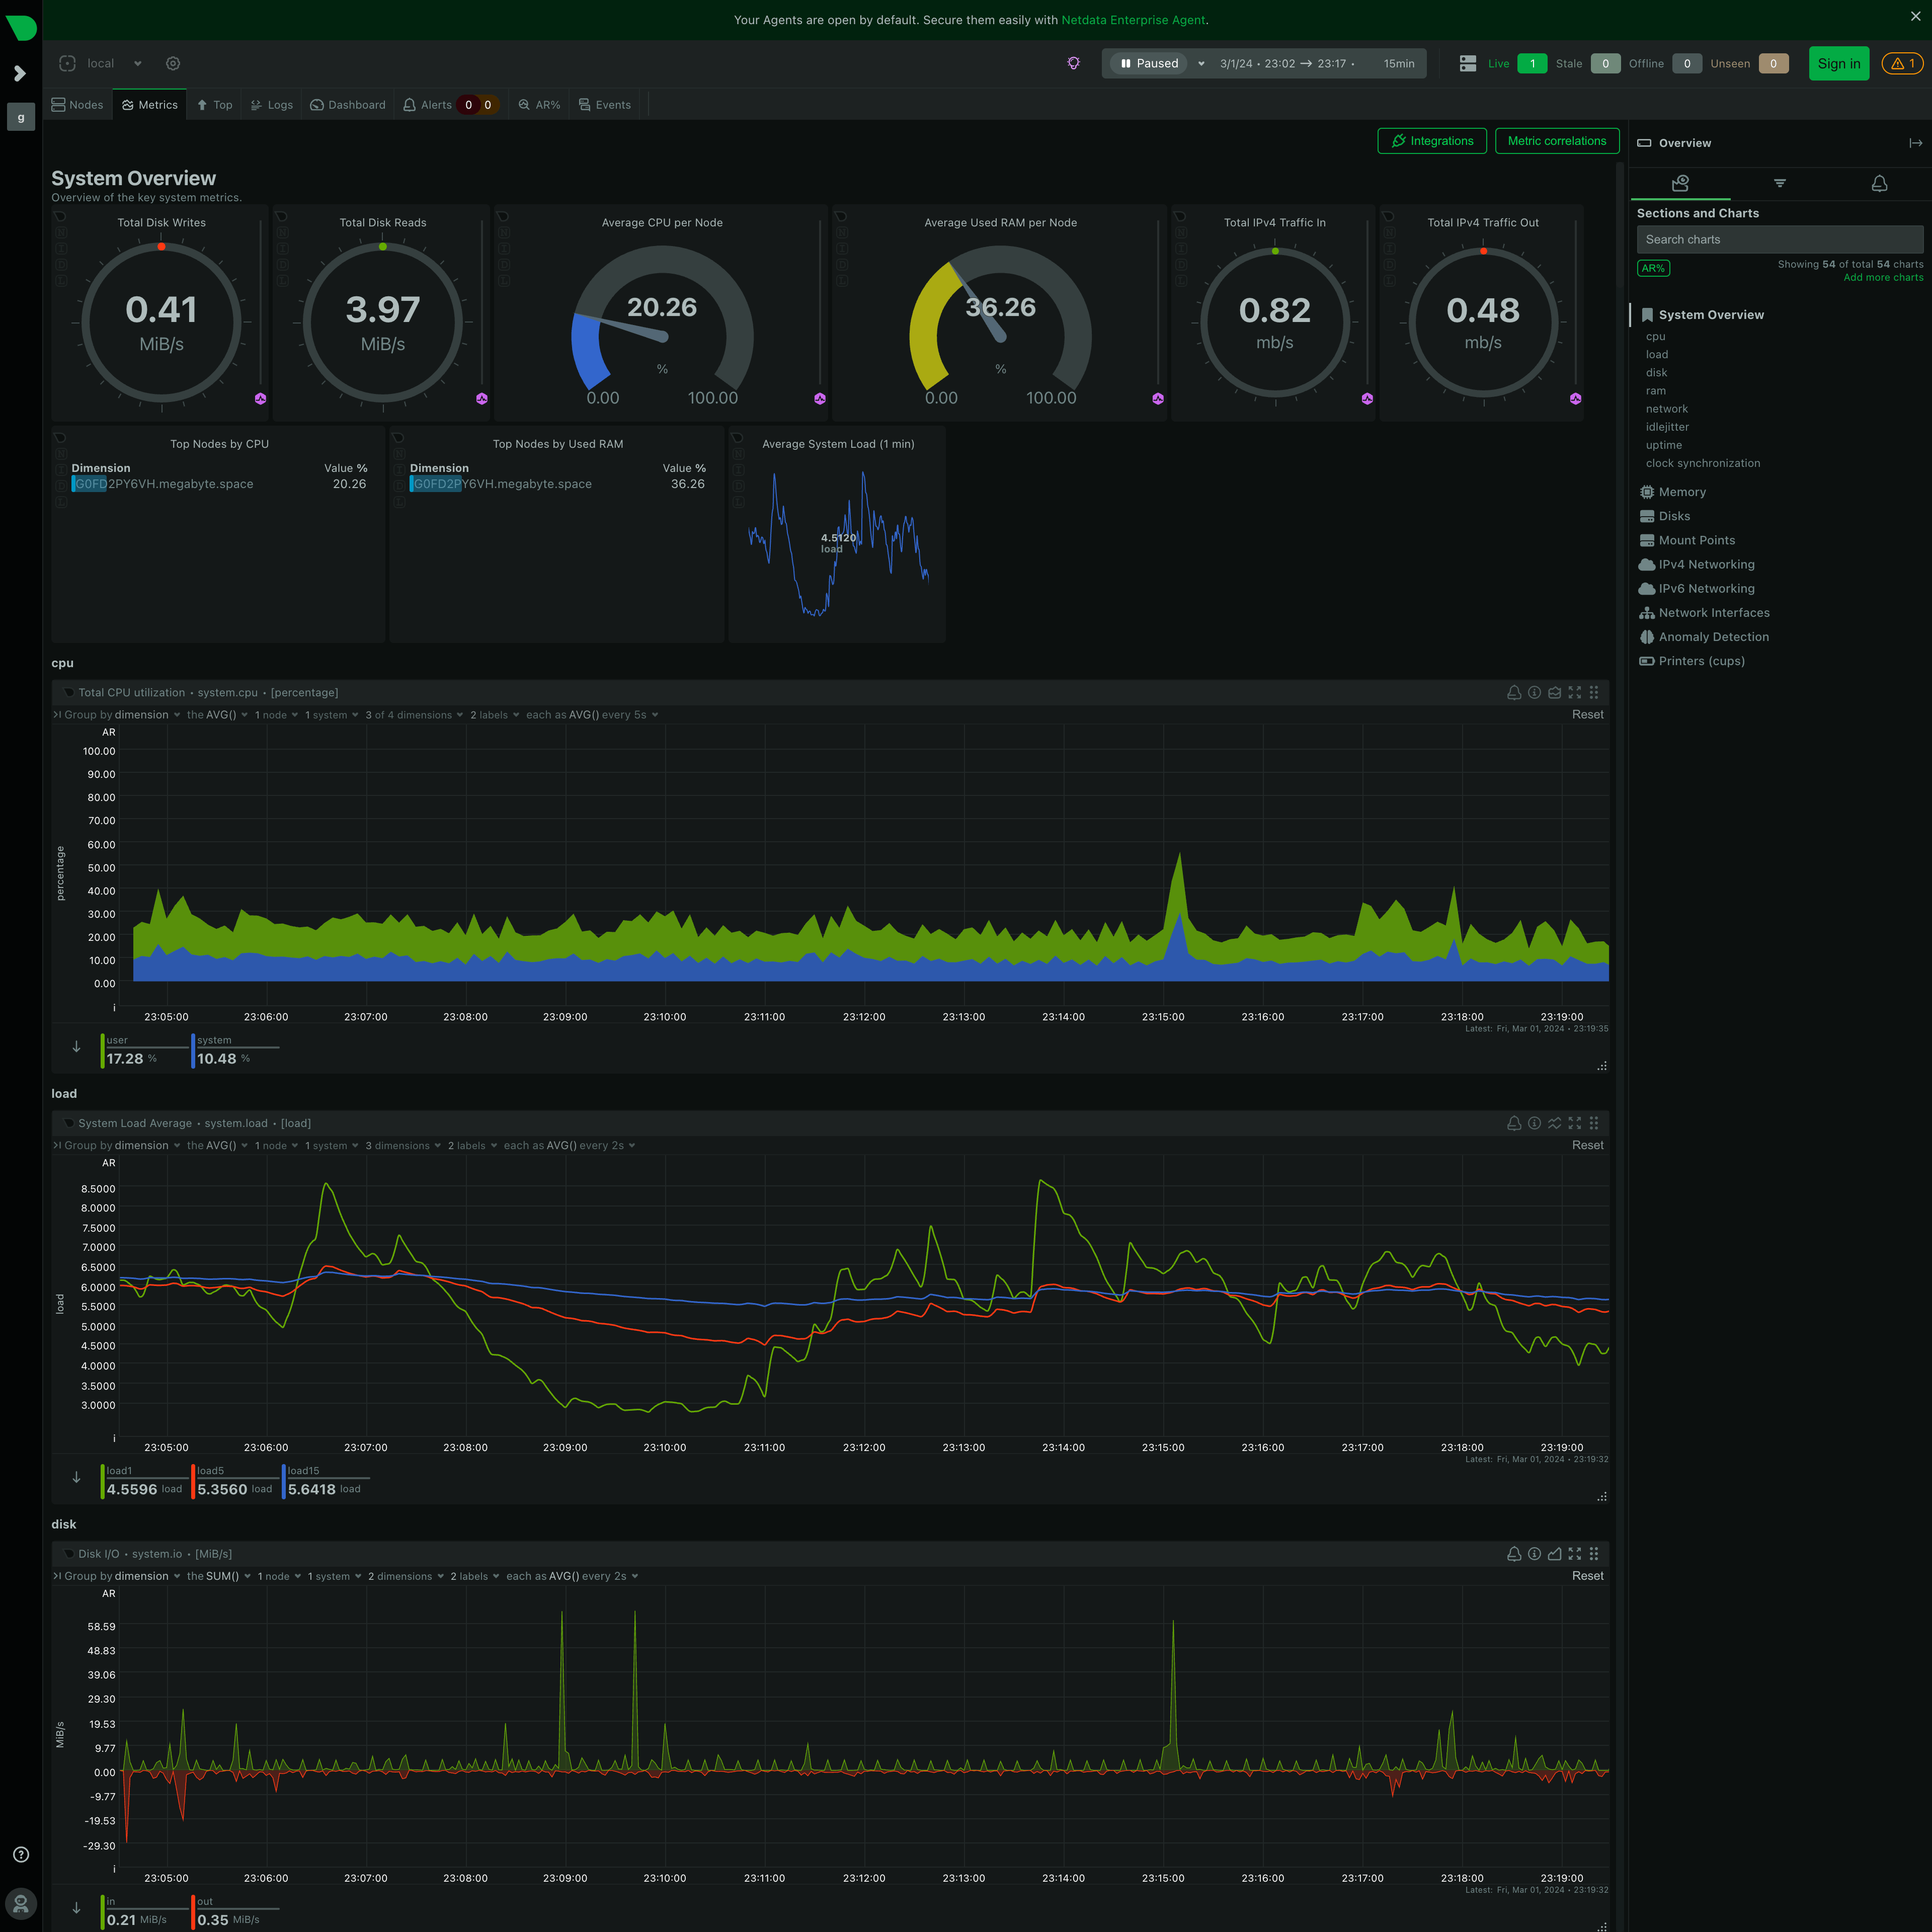 Your Agents are open by default. Secure them easily with Netdata Enterprise Agent.
local
Paused 3/1/24 • 23:02 → 23:17 • 15min
Live 1 Stale 0 Offline 0 Unseen 0
Sign in
1
g
Nodes Metrics Top Logs Dashboard Alerts 0 0 AR% Events
Integrations
Metric correlations
System Overview
Overview of the key system metrics.
Total Disk Writes
0.41
MiB/s
Total Disk Reads
3.97
MiB/s
Average CPU per Node
20.26
%
0.00 100.00
Average Used RAM per Node
36.26
%
0.00 100.00
Total IPv4 Traffic In
0.82
mb/s
Total IPv4 Traffic Out
0.48
mb/s
Top Nodes by CPU
Dimension Value %
G0FD2PY6VH.megabyte.space 20.26
Top Nodes by Used RAM
Dimension Value %
G0FD2PY6VH.megabyte.space 36.26
Average System Load (1 min)
4.5120
load
cpu
Total CPU utilization • system.cpu • [percentage]
Group by dimension the AVG() 1 node 1 system 3 of 4 dimensions 2 labels each as AVG() every 5s Reset
AR
100.00
90.00
80.00
70.00
60.00
50.00
40.00
30.00
20.00
10.00
0.00
percentage
i
23:05:00 23:06:00 23:07:00 23:08:00 23:09:00 23:10:00 23:11:00 23:12:00 23:13:00 23:14:00 23:15:00 23:16:00 23:17:00 23:18:00 23:19:00
Latest: Fri, Mar 01, 2024 • 23:19:35
user
17.28 %
system
10.48 %
load
System Load Average • system.load • [load]
Group by dimension the AVG() 1 node 1 system 3 dimensions 2 labels each as AVG() every 2s Reset
AR
8.5000
8.0000
7.5000
7.0000
6.5000
6.0000
5.5000
5.0000
4.5000
4.0000
3.5000
3.0000
load
i
23:05:00 23:06:00 23:07:00 23:08:00 23:09:00 23:10:00 23:11:00 23:12:00 23:13:00 23:14:00 23:15:00 23:16:00 23:17:00 23:18:00 23:19:00
Latest: Fri, Mar 01, 2024 • 23:19:32
load1
4.5596 load
load5
5.3560 load
load15
5.6418 load
disk
Disk I/O • system.io • [MiB/s]
Group by dimension the SUM() 1 node 1 system 2 dimensions 2 labels each as AVG() every 2s Reset
AR
58.59
48.83
39.06
29.30
19.53
9.77
0.00
-9.77
-19.53
-29.30
MiB/s
i
23:05:00 23:06:00 23:07:00 23:08:00 23:09:00 23:10:00 23:11:00 23:12:00 23:13:00 23:14:00 23:15:00 23:16:00 23:17:00 23:18:00 23:19:00
Latest: Fri, Mar 01, 2024 • 23:19:32
in
0.21 MiB/s
out
0.35 MiB/s
Overview
Sections and Charts
Search charts
AR%
Showing 54 of total 54 charts
Add more charts
System Overview
cpu
load
disk
ram
network
idlejitter
uptime
clock synchronization
Memory
Disks
Mount Points
IPv4 Networking
IPv6 Networking
Network Interfaces
Anomaly Detection
Printers (cups)